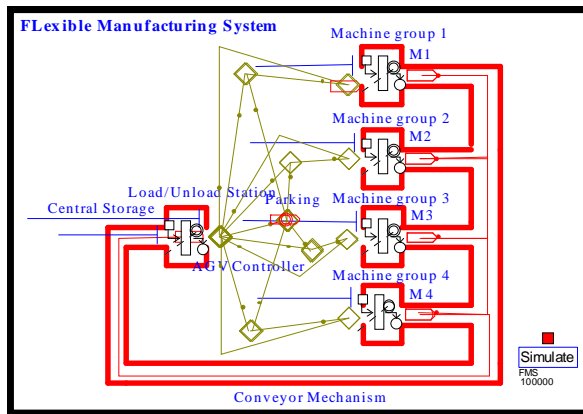 FLexible Manufacturing System
Machine group 1
M1
Machine group 2
M2
Load/Unload Station
Parking
Machine group 3
Central Storage
M3
AGV Controller
Machine group 4
M4
Simulate
FMS
100000
Conveyor Mechanism